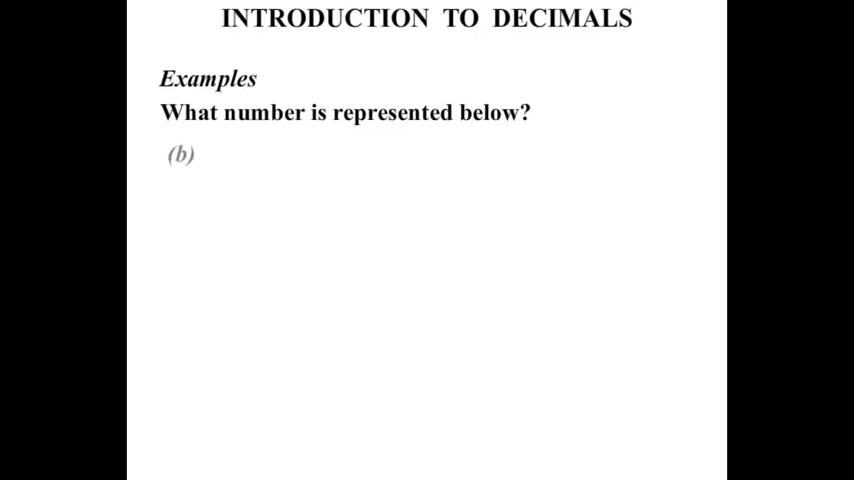 INTRODUCTION TO DECIMALS
Examples
What number is represented below?
(b)